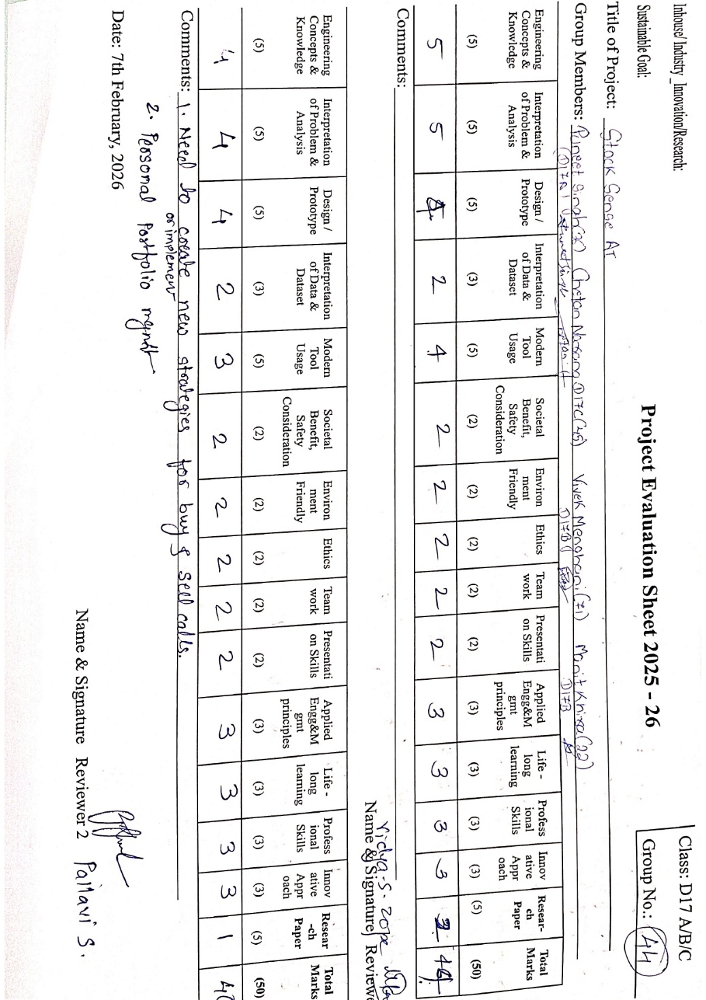 Project Evaluation Sheet 2025 - 26
Class: D17 A/B/C
Inhouse/ Industry_Innovation/Research:
Sustainable Goal:
Group No.: 44
Title of Project: Stock Sense AI
Group Members: Puneet Singh Chetan Narang D17C(45) Vivek Menghani (71) Manit Khira (22)
D17A D17B D17B
Engineering Concepts & Knowledge Interpretation of Problem & Analysis Design / Prototype Interpretation of Data & Dataset Modern Tool Usage Societal Benefit, Safety Consideration Environ ment Friendly Ethics Team work Presentati on Skills Applied Engg&M gmt principles Life - long learning Profess ional Skills Innov ative Appr oach Resear- ch Paper Total Marks
(5) (5) (5) (3) (5) (2) (2) (2) (2) (2) (3) (3) (3) (3) (5) (50)
5 5 4 2 4 2 2 2 2 2 3 3 3 3 2
Comments:
Vidya. S. Zope
Name & Signature Reviewe
Engineering Concepts & Knowledge Interpretation of Problem & Analysis Design / Prototype Interpretation of Data & Dataset Modern Tool Usage Societal Benefit, Safety Consideration Environ ment Friendly Ethics Team work Presentati on Skills Applied Engg&M gmt principles Life - long learning Profess ional Skills Innov ative Appr oach Resear -ch Paper Total Marks
(5) (5) (5) (3) (5) (2) (2) (2) (2) (2) (3) (3) (3) (3) (5) (50)
4 4 4 2 3 2 2 2 2 2 3 3 3 3 1
Comments: 1. Need to create new strategies for buy & sell calls.
or implement
2. Personal Portfolio mgmt
Date: 7th February, 2026
Name & Signature Reviewer 2 Pallavi S.